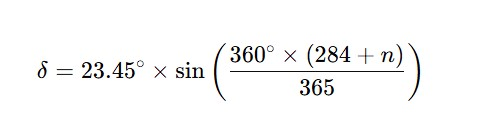 δ = 23.45° × sin ( 360° × (284 + n) / 365 )